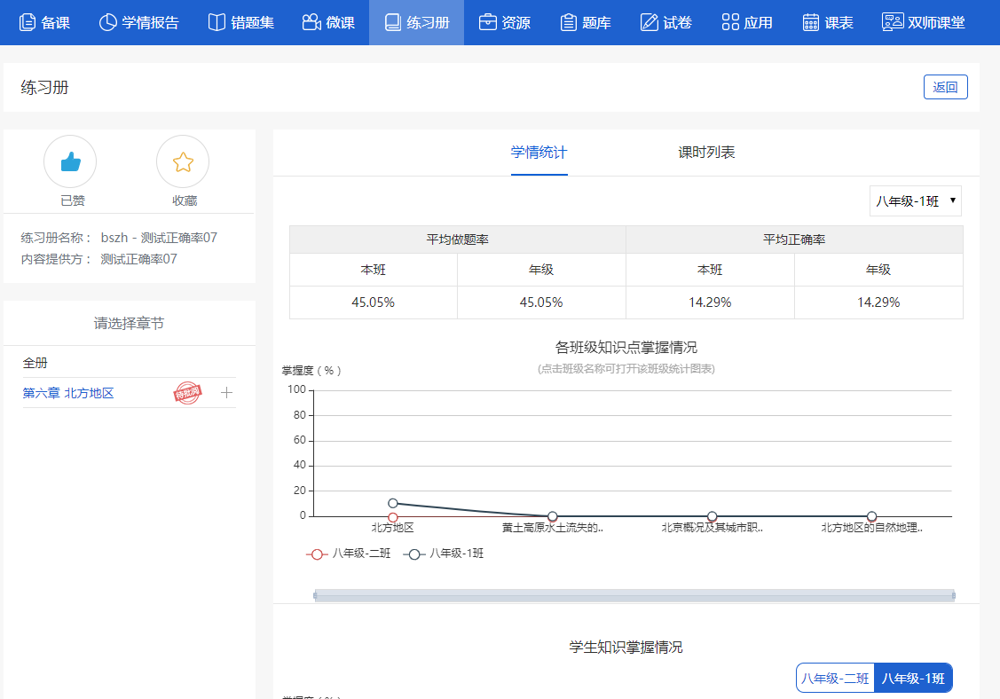 备课 学情报告 错题集 微课 练习册 资源 题库 试卷 应用 课表 双师课堂
练习册 返回
已赞 收藏
练习册名称： bszh - 测试正确率07
内容提供方： 测试正确率07
请选择章节
全册
第六章 北方地区 待批阅
学情统计 课时列表
八年级-1班
平均做题率 平均正确率
本班 年级 本班 年级
45.05% 45.05% 14.29% 14.29%
各班级知识点掌握情况
(点击班级名称可打开该班级统计图表)
掌握度（%）
100
80
60
40
20
0
北方地区 黄土高原水土流失的.. 北京概况及其城市职.. 北方地区的自然地理..
八年级-二班 八年级-1班
学生知识掌握情况
八年级-二班 八年级-1班
掌握度（%）